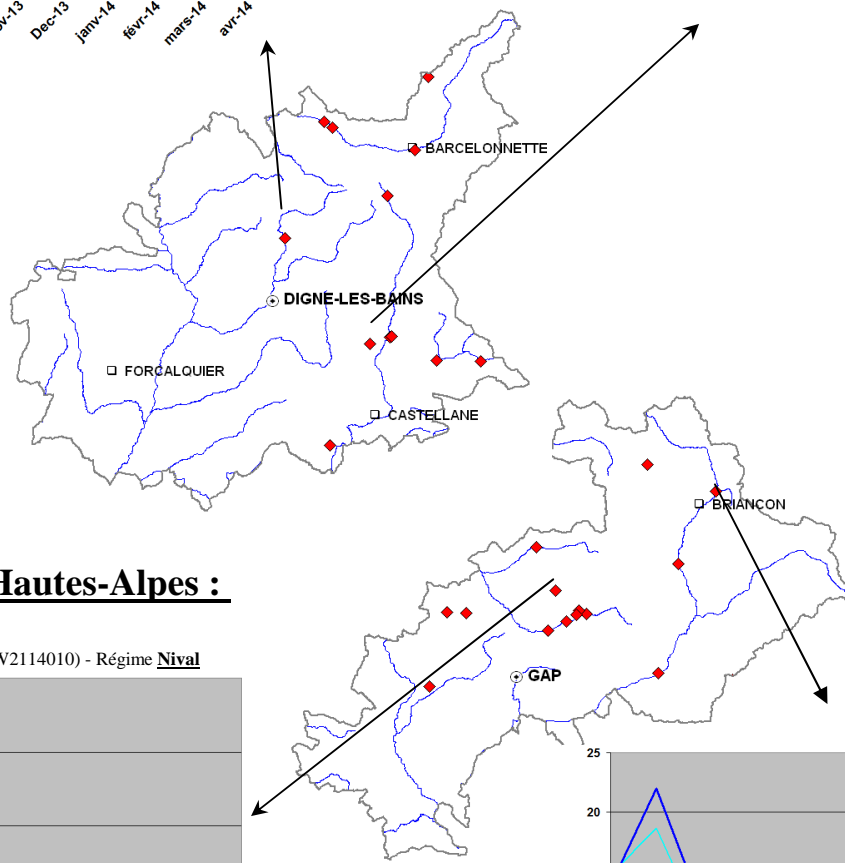 Dec-13 janv-14 févr-14 mars-14 avr-14
BARCELONNETTE
DIGNE-LES-BAINS
FORCALQUIER
CASTELLANE
BRIANCON
Hautes-Alpes :
2114010) - Régime Nival
GAP
25
20